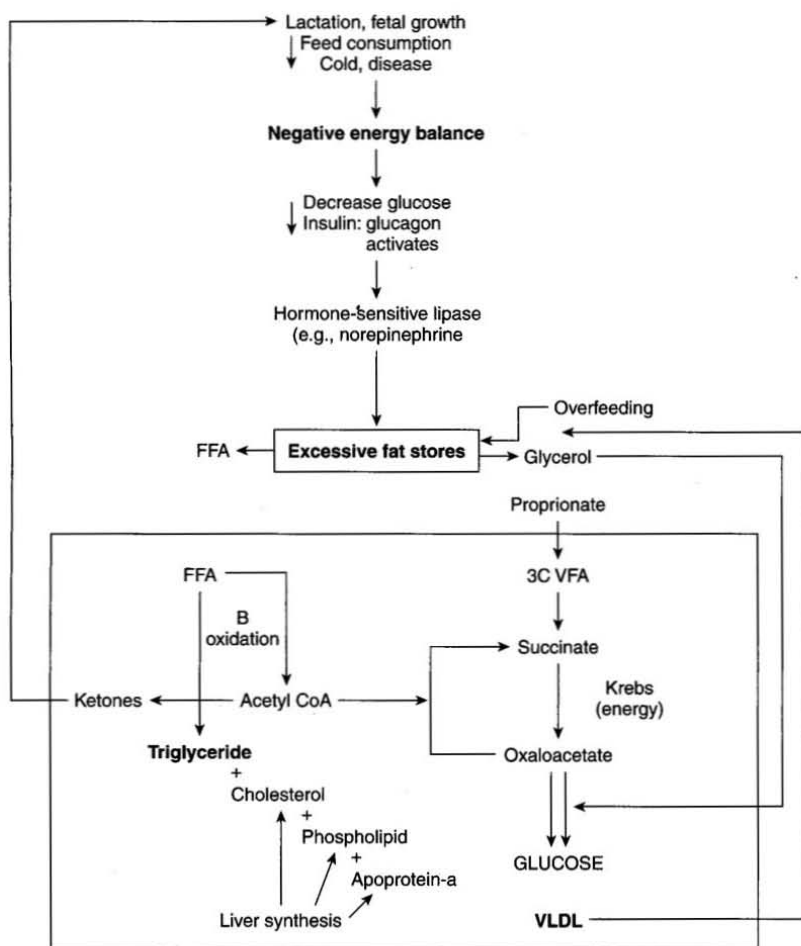 Lactation, fetal growth
Feed consumption
Cold, disease
Negative energy balance
Decrease glucose
Insulin: glucagon
activates
Hormone-sensitive lipase
(e.g., norepinephrine
Overfeeding
FFA
Excessive fat stores
Glycerol
Proprionate
FFA
3C VFA
B
oxidation
Succinate
Krebs
(energy)
Ketones
Acetyl CoA
Triglyceride
Oxaloacetate
+
Cholesterol
+
Phospholipid
+
Apoprotein-a
GLUCOSE
Liver synthesis
VLDL